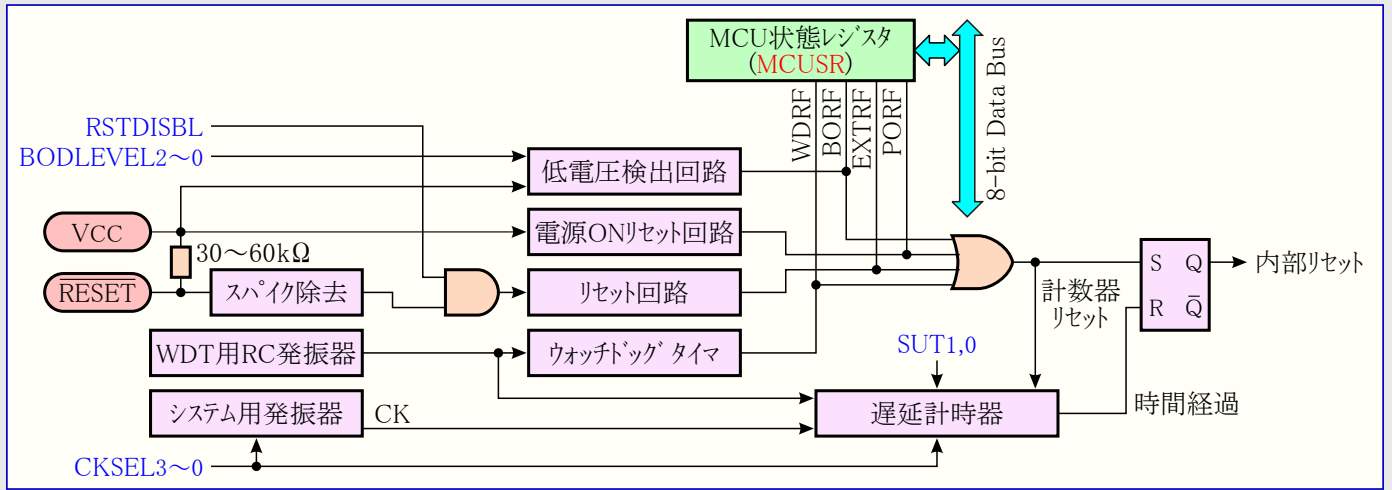 MCU状態レジスタ
(MCUSR)
8-bit Data Bus
WDRF
BORF
EXTRF
PORF
RSTDISBL
BODLEVEL2～0
低電圧検出回路
VCC
電源ONリセット回路
30～60kΩ
RESET
スパイク除去
リセット回路
S Q
R Q̄
内部リセット
計数器
リセット
WDT用RC発振器
ウォッチドッグ タイマ
SUT1,0
システム用発振器
CK
遅延計時器
時間経過
CKSEL3～0